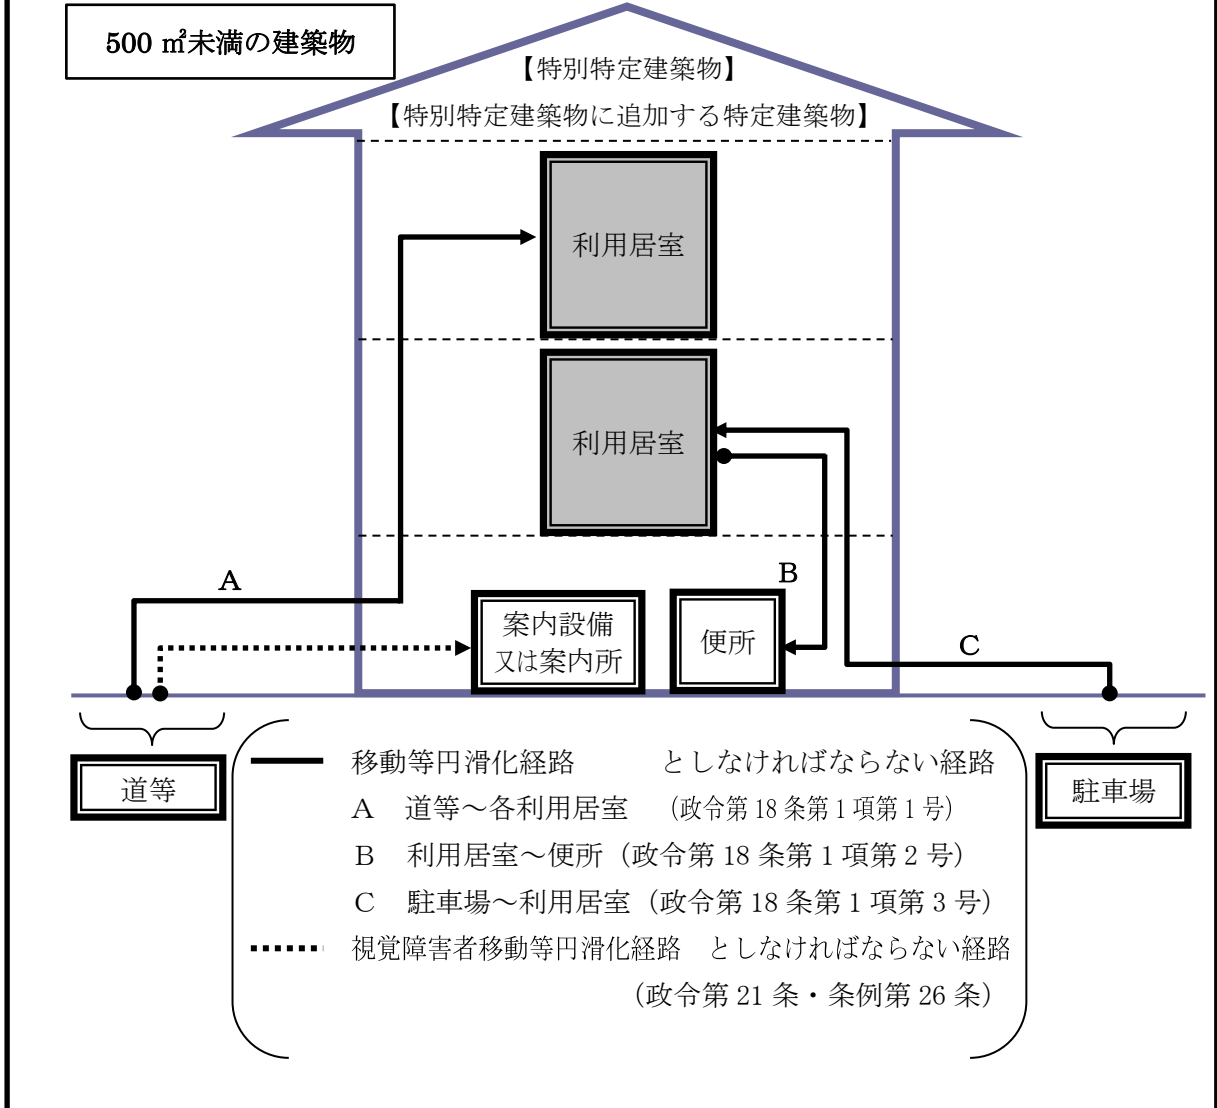 500 ㎡未満の建築物
【特別特定建築物】
【特別特定建築物に追加する特定建築物】
利用居室
利用居室
A
B
案内設備
又は案内所
便所
C
道等
駐車場
移動等円滑化経路　　　としなければならない経路
A　道等～各利用居室　（政令第 18 条第 1 項第 1 号）
B　利用居室～便所（政令第 18 条第 1 項第 2 号）
C　駐車場～利用居室（政令第 18 条第 1 項第 3 号）
視覚障害者移動等円滑化経路　としなければならない経路
（政令第 21 条・条例第 26 条）